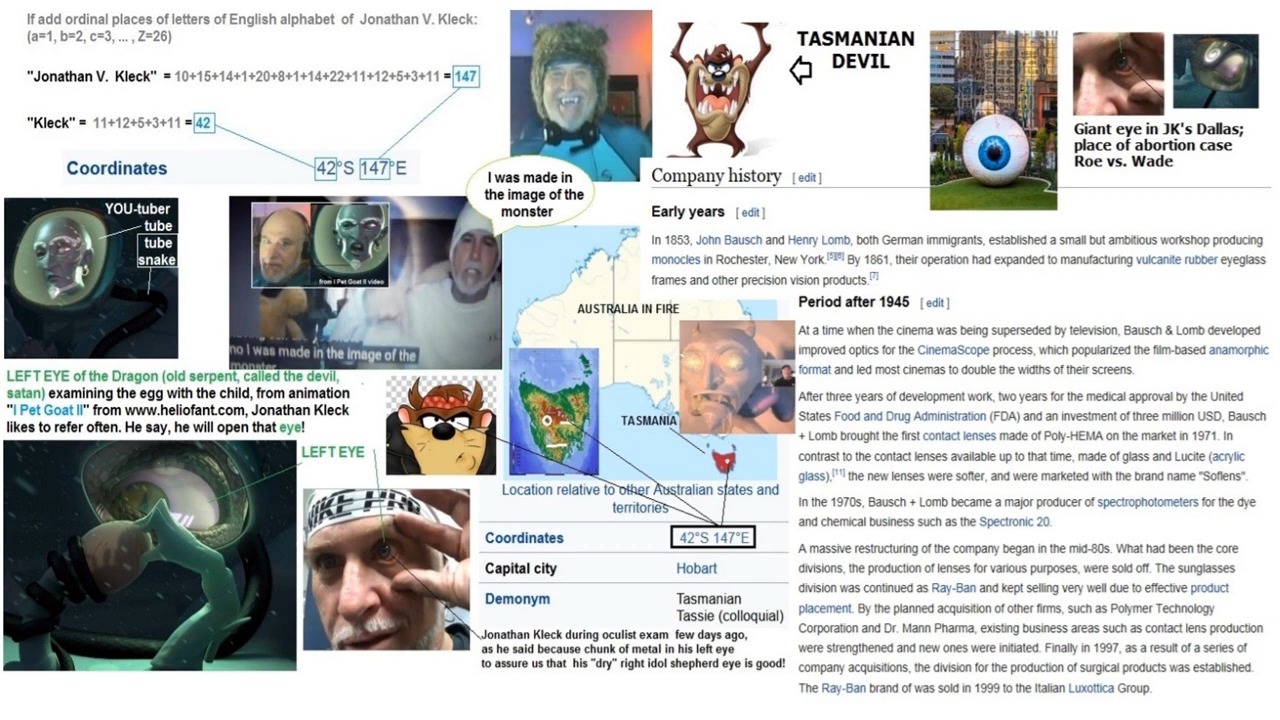 If add ordinal places of letters of English alphabet of Jonathan V. Kleck:
(a=1, b=2, c=3, ... , Z=26)
"Jonathan V. Kleck" = 10+15+14+1+20+8+1+14+22+11+12+5+3+11 = 147
"Kleck" = 11+12+5+3+11 = 42
Coordinates 42°S 147°E
TASMANIAN
DEVIL
Giant eye in JK's Dallas;
place of abortion case
Roe vs. Wade
I was made in
the image of the
monster
YOU-tuber
tube
tube
snake
from I Pet Goat II video
no I was made in the image of the
monster
LEFT EYE of the Dragon (old serpent, called the devil,
satan) examining the egg with the child, from animation
"I Pet Goat II" from www.heliofant.com, Jonathan Kleck
likes to refer often. He say, he will open that eye!
LEFT EYE
AUSTRALIA IN FIRE
TASMANIA
Location relative to other Australian states and
territories
Coordinates 42°S 147°E
Capital city Hobart
Demonym Tasmanian
Tassie (colloquial)
Jonathan Kleck during oculist exam few days ago,
as he said because chunk of metal in his left eye
to assure us that his "dry" right idol shepherd eye is good!
Company history [ edit ]
Early years [ edit ]
In 1853, John Bausch and Henry Lomb, both German immigrants, established a small but ambitious workshop producing
monocles in Rochester, New York.[5][6] By 1861, their operation had expanded to manufacturing vulcanite rubber eyeglass
frames and other precision vision products.[7]
Period after 1945 [ edit ]
At a time when the cinema was being superseded by television, Bausch & Lomb developed
improved optics for the CinemaScope process, which popularized the film-based anamorphic
format and led most cinemas to double the widths of their screens.
After three years of development work, two years for the medical approval by the United
States Food and Drug Administration (FDA) and an investment of three million USD, Bausch
+ Lomb brought the first contact lenses made of Poly-HEMA on the market in 1971. In
contrast to the contact lenses available up to that time, made of glass and Lucite (acrylic
glass),[11] the new lenses were softer, and were marketed with the brand name "Soflens".
In the 1970s, Bausch + Lomb became a major producer of spectrophotometers for the dye
and chemical business such as the Spectronic 20.
A massive restructuring of the company began in the mid-80s. What had been the core
divisions, the production of lenses for various purposes, were sold off. The sunglasses
division was continued as Ray-Ban and kept selling very well due to effective product
placement. By the planned acquisition of other firms, such as Polymer Technology
Corporation and Dr. Mann Pharma, existing business areas such as contact lens production
were strengthened and new ones were initiated. Finally in 1997, as a result of a series of
company acquisitions, the division for the production of surgical products was established.
The Ray-Ban brand of was sold in 1999 to the Italian Luxottica Group.